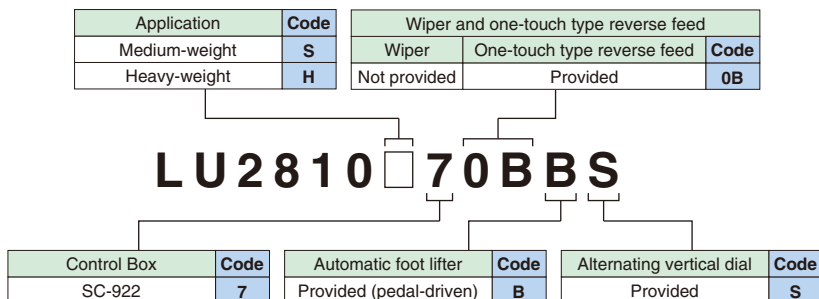 Application Code
Medium-weight S
Heavy-weight H
Wiper and one-touch type reverse feed
Wiper One-touch type reverse feed Code
Not provided Provided 0B
LU2810□70BBS
Control Box Code
SC-922 7
Automatic foot lifter Code
Provided (pedal-driven) B
Alternating vertical dial Code
Provided S